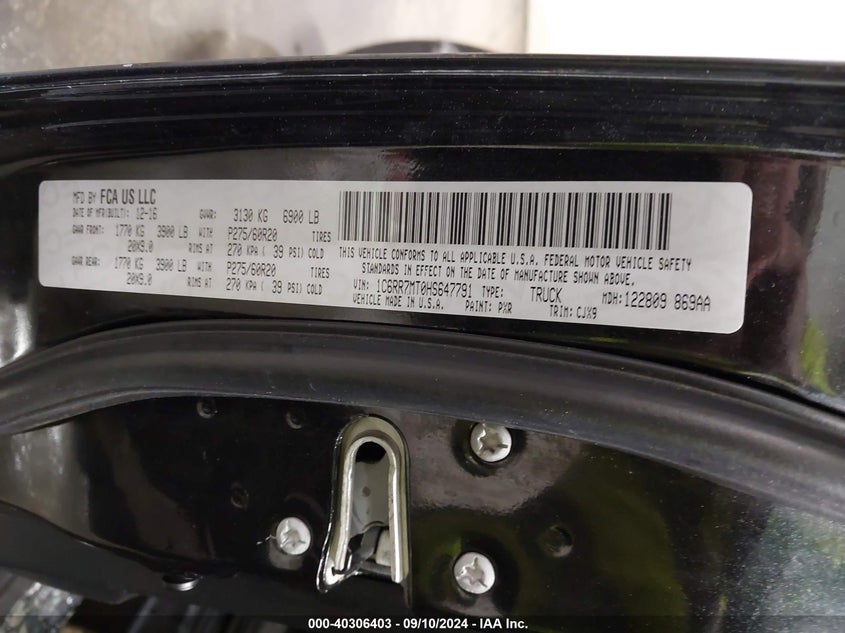 MFD BY FCA US LLC
DATE OF MFR(BUILT): 12-16 GVWR: 3130 KG 6900 LB
GAWR FRONT: 1770 KG 3900 LB WITH P275/60R20 TIRES
20X9.0 RIMS AT 270 KPA ( 39 PSI) COLD
GAWR REAR: 1770 KG 3900 LB WITH P275/60R20 TIRES
20X9.0 RIMS AT 270 KPA ( 39 PSI) COLD
THIS VEHICLE CONFORMS TO ALL APPLICABLE U.S.A. FEDERAL MOTOR VEHICLE SAFETY
STANDARDS IN EFFECT ON THE DATE OF MANUFACTURE SHOWN ABOVE.
VIN: 1C6RR7MT0HS647791 TYPE: TRUCK MDH: 122809 869AA
VEHICLE MADE IN U.S.A. PAINT: PXR TRIM: CJX9
000-40306403 - 09/10/2024 - IAA Inc.